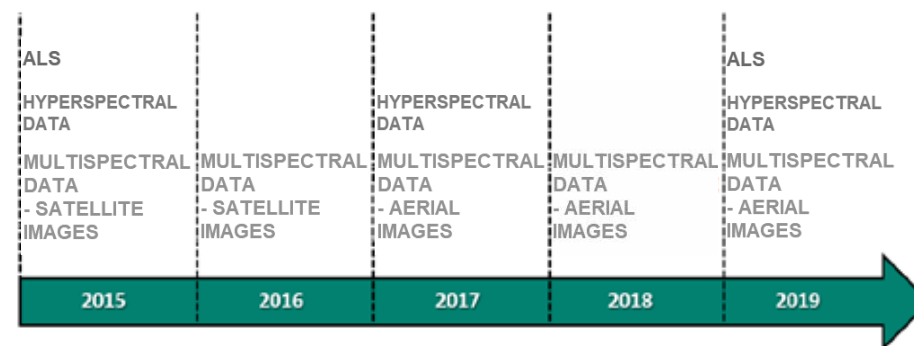 ALS
HYPERSPECTRAL
DATA
MULTISPECTRAL
DATA
- SATELLITE
IMAGES
MULTISPECTRAL
DATA
- SATELLITE
IMAGES
HYPERSPECTRAL
DATA
MULTISPECTRAL
DATA
- AERIAL
IMAGES
MULTISPECTRAL
DATA
- AERIAL
IMAGES
ALS
HYPERSPECTRAL
DATA
MULTISPECTRAL
DATA
- AERIAL
IMAGES
2015 2016 2017 2018 2019